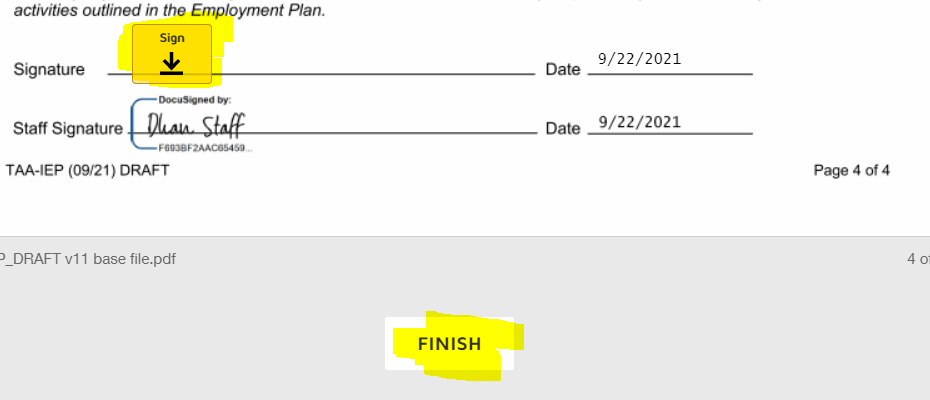 activities outlined in the Employment Plan.
Sign
Signature Date 9/22/2021
DocuSigned by:
Staff Signature Dhan Staff Date 9/22/2021
F693BF2AAC65459...
TAA-IEP (09/21) DRAFT Page 4 of 4
P_DRAFT v11 base file.pdf 4 of
FINISH